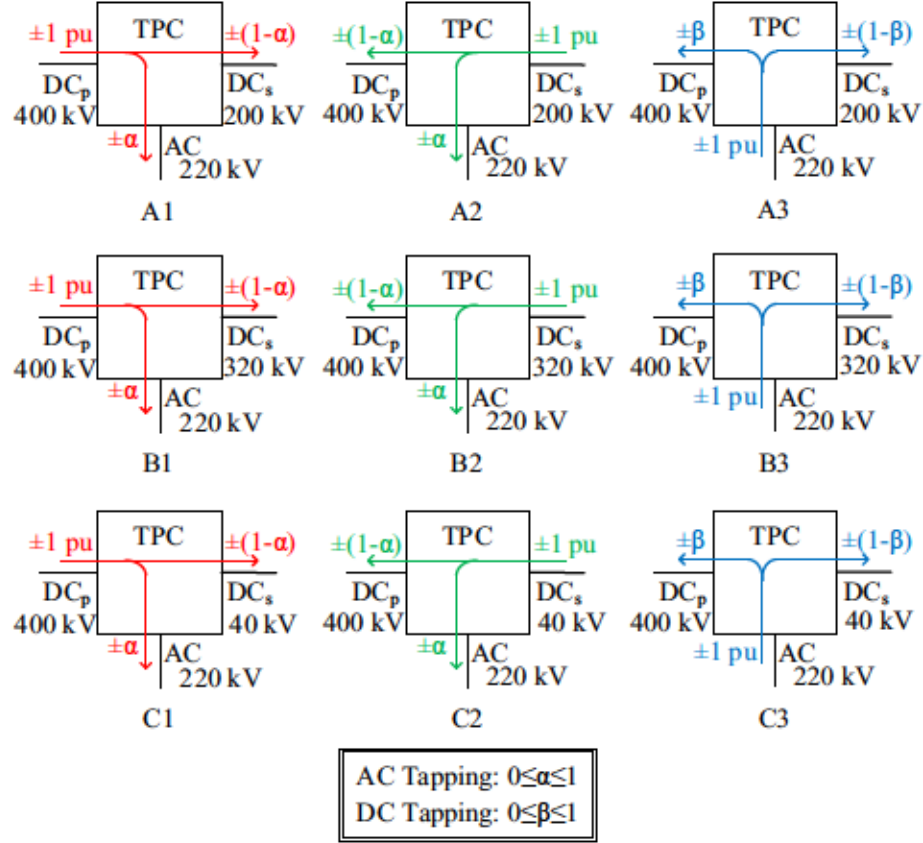 ±1 pu TPC ±(1-α)
DCp DCs
400 kV 200 kV
±α AC
220 kV
A1
±(1-α) TPC ±1 pu
DCp DCs
400 kV 200 kV
±α AC
220 kV
A2
±β TPC ±(1-β)
DCp DCs
400 kV 200 kV
±1 pu AC
220 kV
A3
±1 pu TPC ±(1-α)
DCp DCs
400 kV 320 kV
±α AC
220 kV
B1
±(1-α) TPC ±1 pu
DCp DCs
400 kV 320 kV
±α AC
220 kV
B2
±β TPC ±(1-β)
DCp DCs
400 kV 320 kV
±1 pu AC
220 kV
B3
±1 pu TPC ±(1-α)
DCp DCs
400 kV 40 kV
±α AC
220 kV
C1
±(1-α) TPC ±1 pu
DCp DCs
400 kV 40 kV
±α AC
220 kV
C2
±β TPC ±(1-β)
DCp DCs
400 kV 40 kV
±1 pu AC
220 kV
C3
AC Tapping: 0≤α≤1
DC Tapping: 0≤β≤1